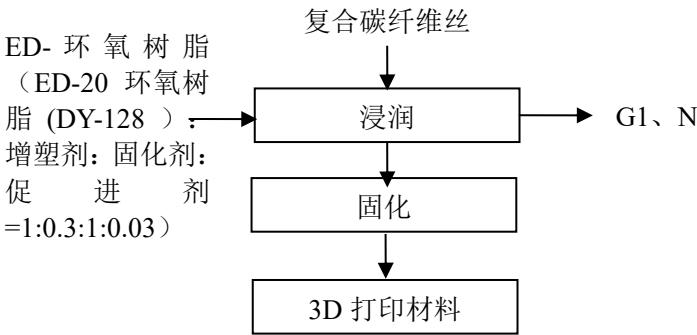 复合碳纤维丝
ED-环氧树脂
（ED-20 环氧树
脂(DY-128）：
增塑剂：固化剂：
促进剂
=1:0.3:1:0.03）
浸润
G1、N
固化
3D 打印材料